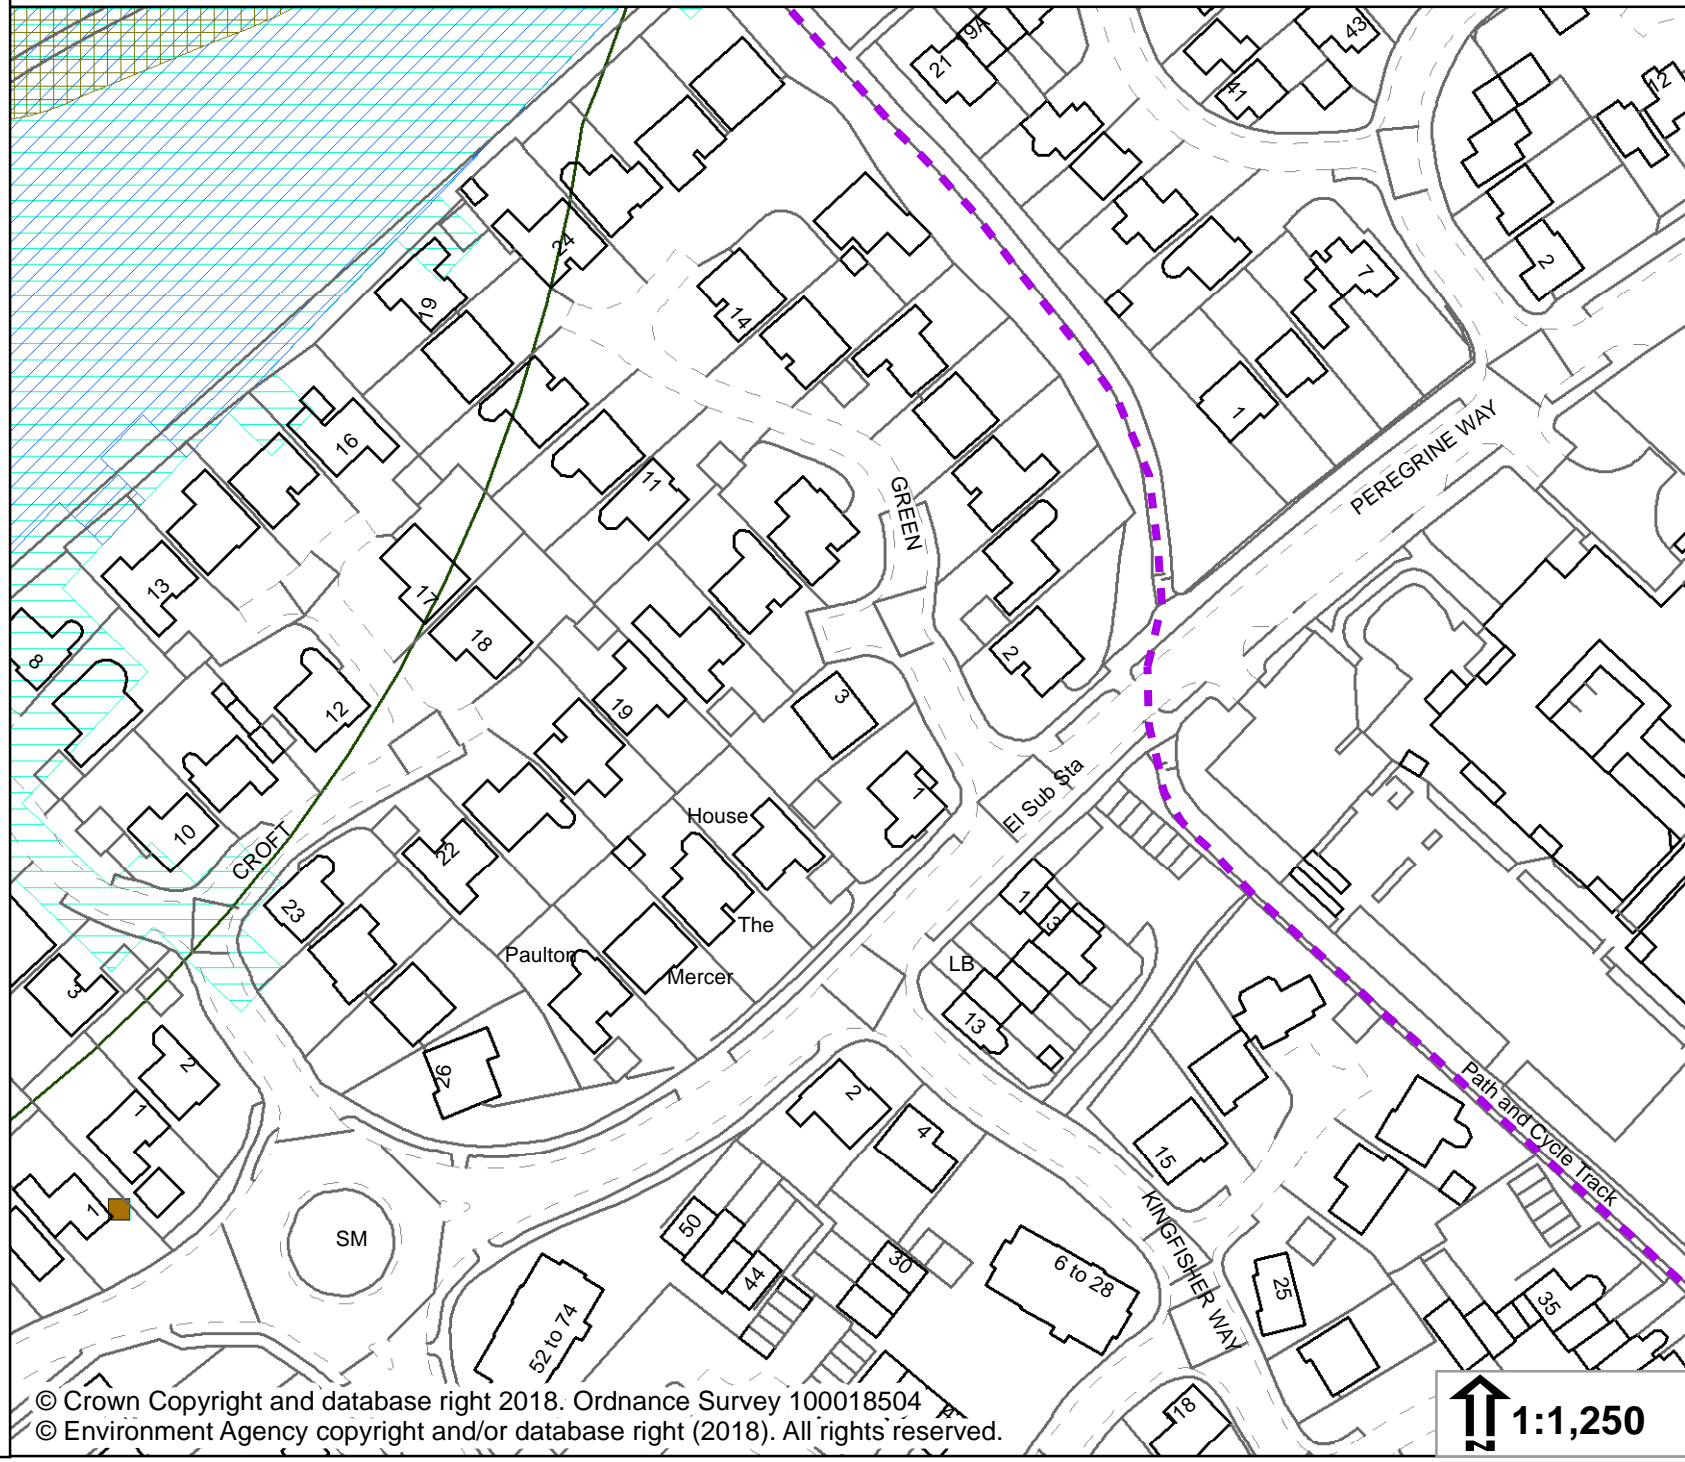 9A
21
43
41
12
2
7
24
19
14
1
16
11
GREEN
PEREGRINE WAY
13
17
18
8
12
19
3
2
10
CROFT
22
House
1
El Sub Sta
23
The
Paulton
Mercer
1
3
LB
13
3
26
2
1
1
2
4
15
Path and Cycle Track
SM
50
44
30
6 to 28
KINGFISHER WAY
25
35
52 to 74
18
© Crown Copyright and database right 2018. Ordnance Survey 100018504
© Environment Agency copyright and/or database right (2018). All rights reserved.
N
1:1,250